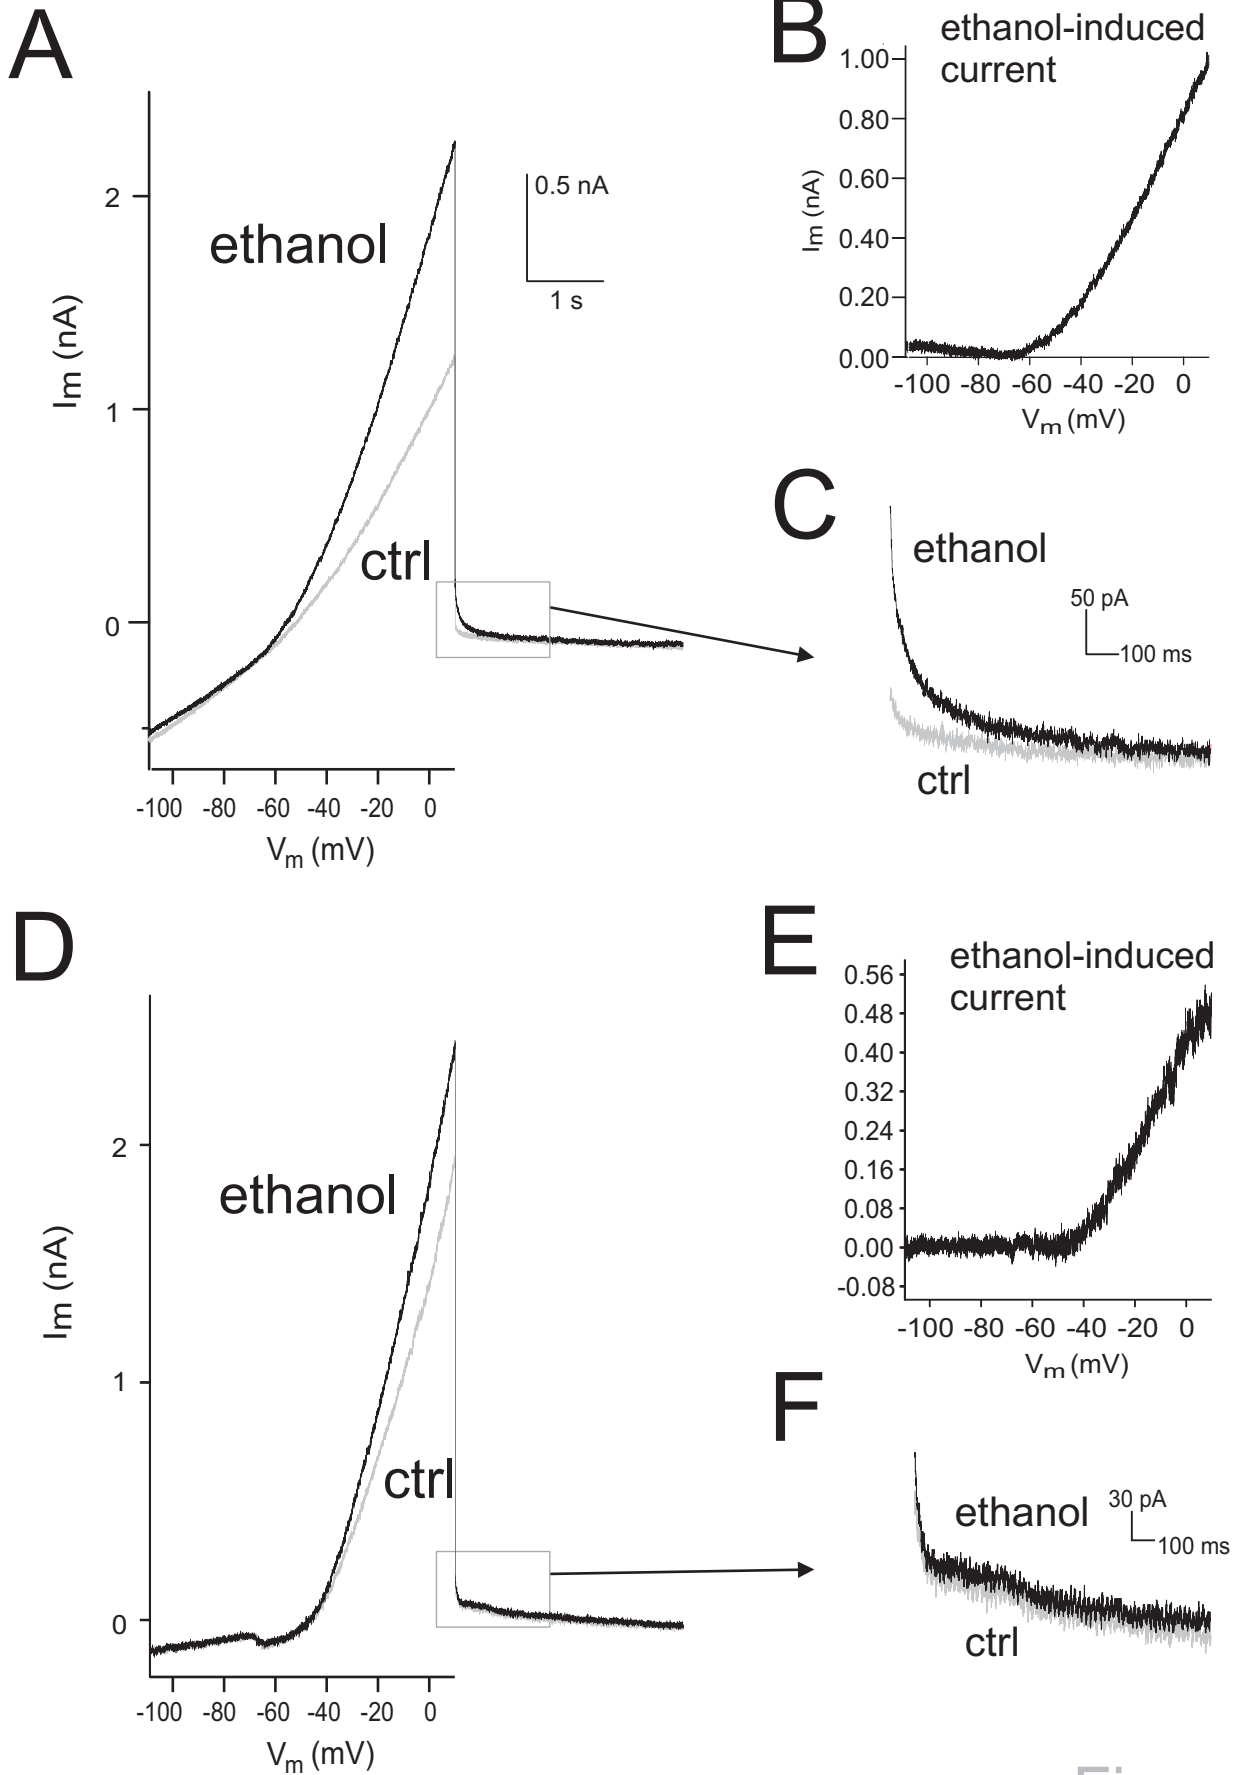 A
2
1
0
Im (nA)
ethanol
ctrl
0.5 nA
1 s
-100 -80 -60 -40 -20 0
Vm (mV)
B
ethanol-induced
current
1.00
0.80
0.60
0.40
0.20
0.00
Im (nA)
-100 -80 -60 -40 -20 0
Vm (mV)
C
ethanol
50 pA
100 ms
ctrl
D
2
1
0
Im (nA)
ethanol
ctrl
-100 -80 -60 -40 -20 0
Vm (mV)
E
ethanol-induced
current
0.56
0.48
0.40
0.32
0.24
0.16
0.08
0.00
-0.08
-100 -80 -60 -40 -20 0
Vm (mV)
F
ethanol
30 pA
100 ms
ctrl